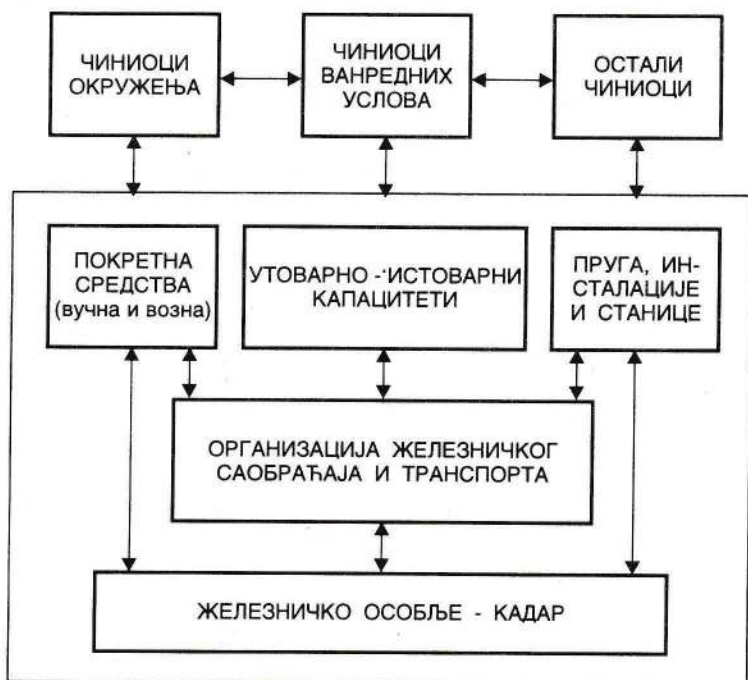 ЧИНИОЦИ
ОКРУЖЕЊА
ЧИНИОЦИ
ВАНРЕДНИХ
УСЛОВА
ОСТАЛИ
ЧИНИОЦИ
ПОКРЕТНА
СРЕДСТВА
(вучна и возна)
УТОВАРНО - ИСТОВАРНИ
КАПАЦИТЕТИ
ПРУГА, ИН-
СТАЛАЦИЈЕ
И СТАНИЦЕ
ОРГАНИЗАЦИЈА ЖЕЛЕЗНИЧКОГ
САОБРАЋАЈА И ТРАНСПОРТА
ЖЕЛЕЗНИЧКО ОСОБЉЕ - КАДАР